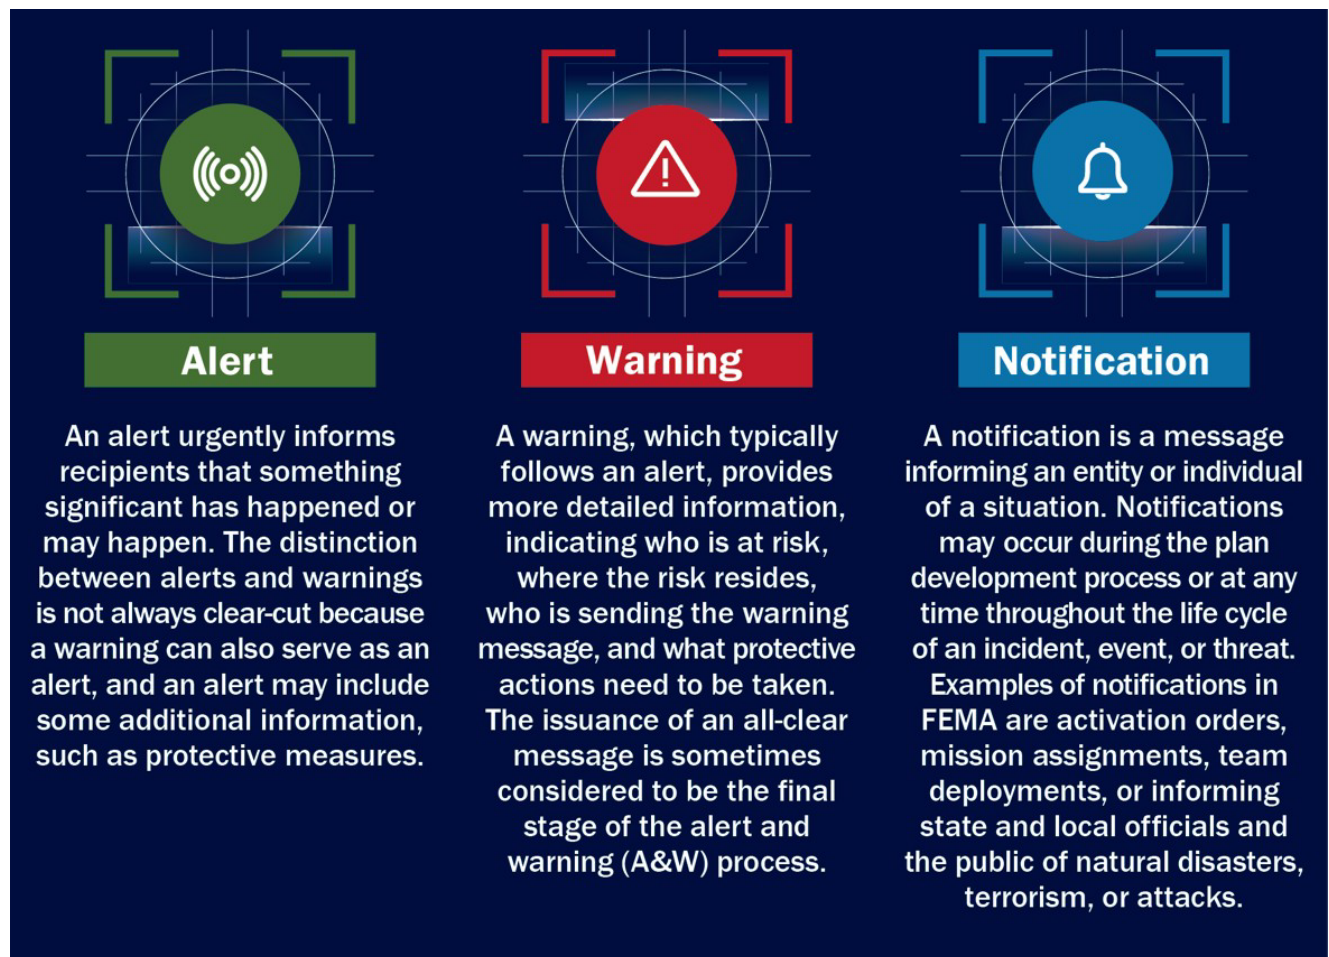 Alert
An alert urgently informs
recipients that something
significant has happened or
may happen. The distinction
between alerts and warnings
is not always clear-cut because
a warning can also serve as an
alert, and an alert may include
some additional information,
such as protective measures.
Warning
A warning, which typically
follows an alert, provides
more detailed information,
indicating who is at risk,
where the risk resides,
who is sending the warning
message, and what protective
actions need to be taken.
The issuance of an all-clear
message is sometimes
considered to be the final
stage of the alert and
warning (A&W) process.
Notification
A notification is a message
informing an entity or individual
of a situation. Notifications
may occur during the plan
development process or at any
time throughout the life cycle
of an incident, event, or threat.
Examples of notifications in
FEMA are activation orders,
mission assignments, team
deployments, or informing
state and local officials and
the public of natural disasters,
terrorism, or attacks.